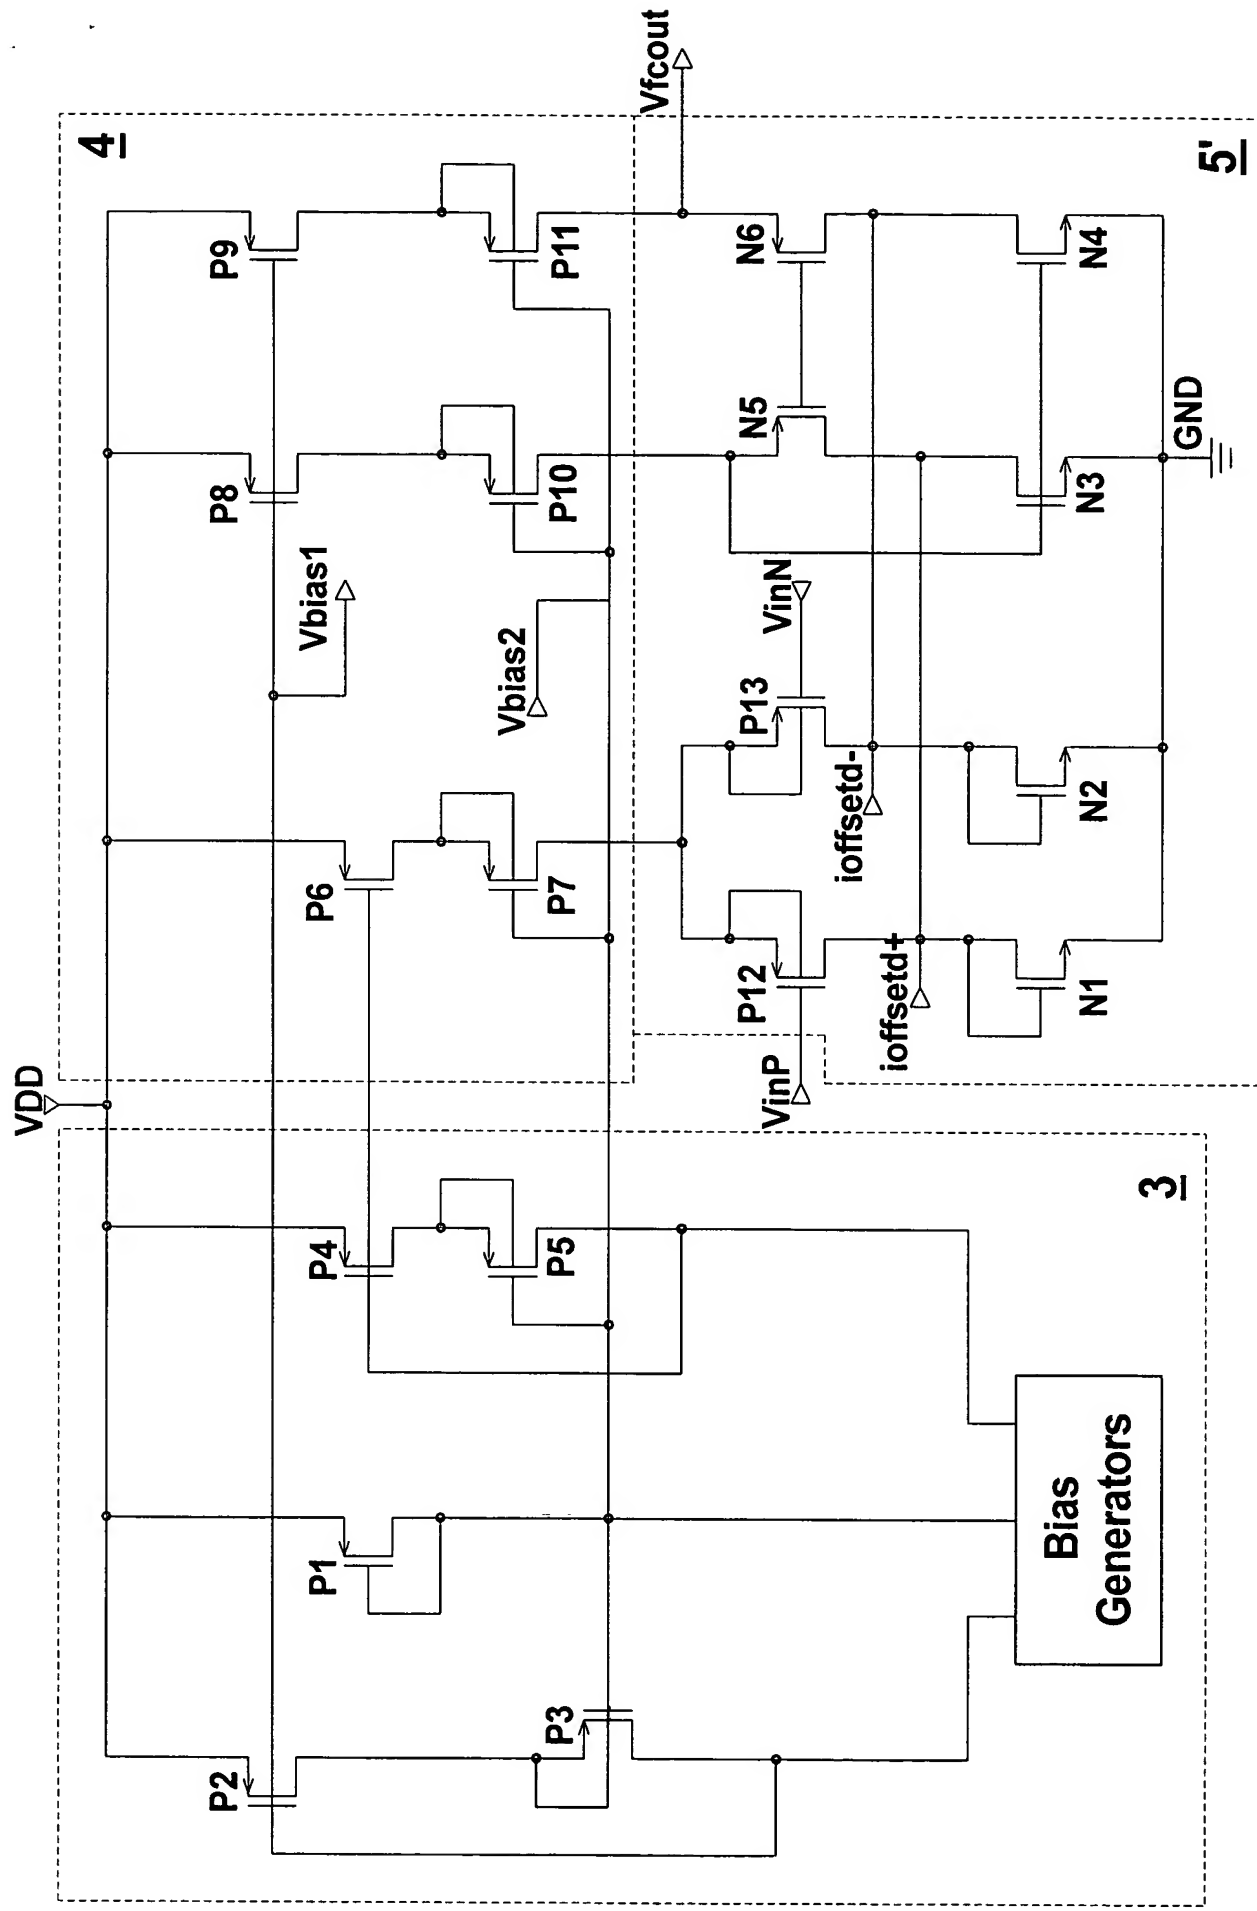 VDD
3
4
5'
P2
P1
P4
P6
P8
P9
Vbias1
P3
P5
P7
Vbias2
P10
P11
Vfcout
VinP
P12
P13
VinN
N5
N6
ioffsetd+
ioffsetd-
N1
N2
N3
N4
GND
Bias
Generators